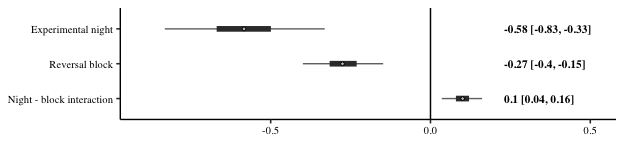 Experimental night -0.58 [-0.83, -0.33]
Reversal block -0.27 [-0.4, -0.15]
Night - block interaction 0.1 [0.04, 0.16]
-0.5 0.0 0.5